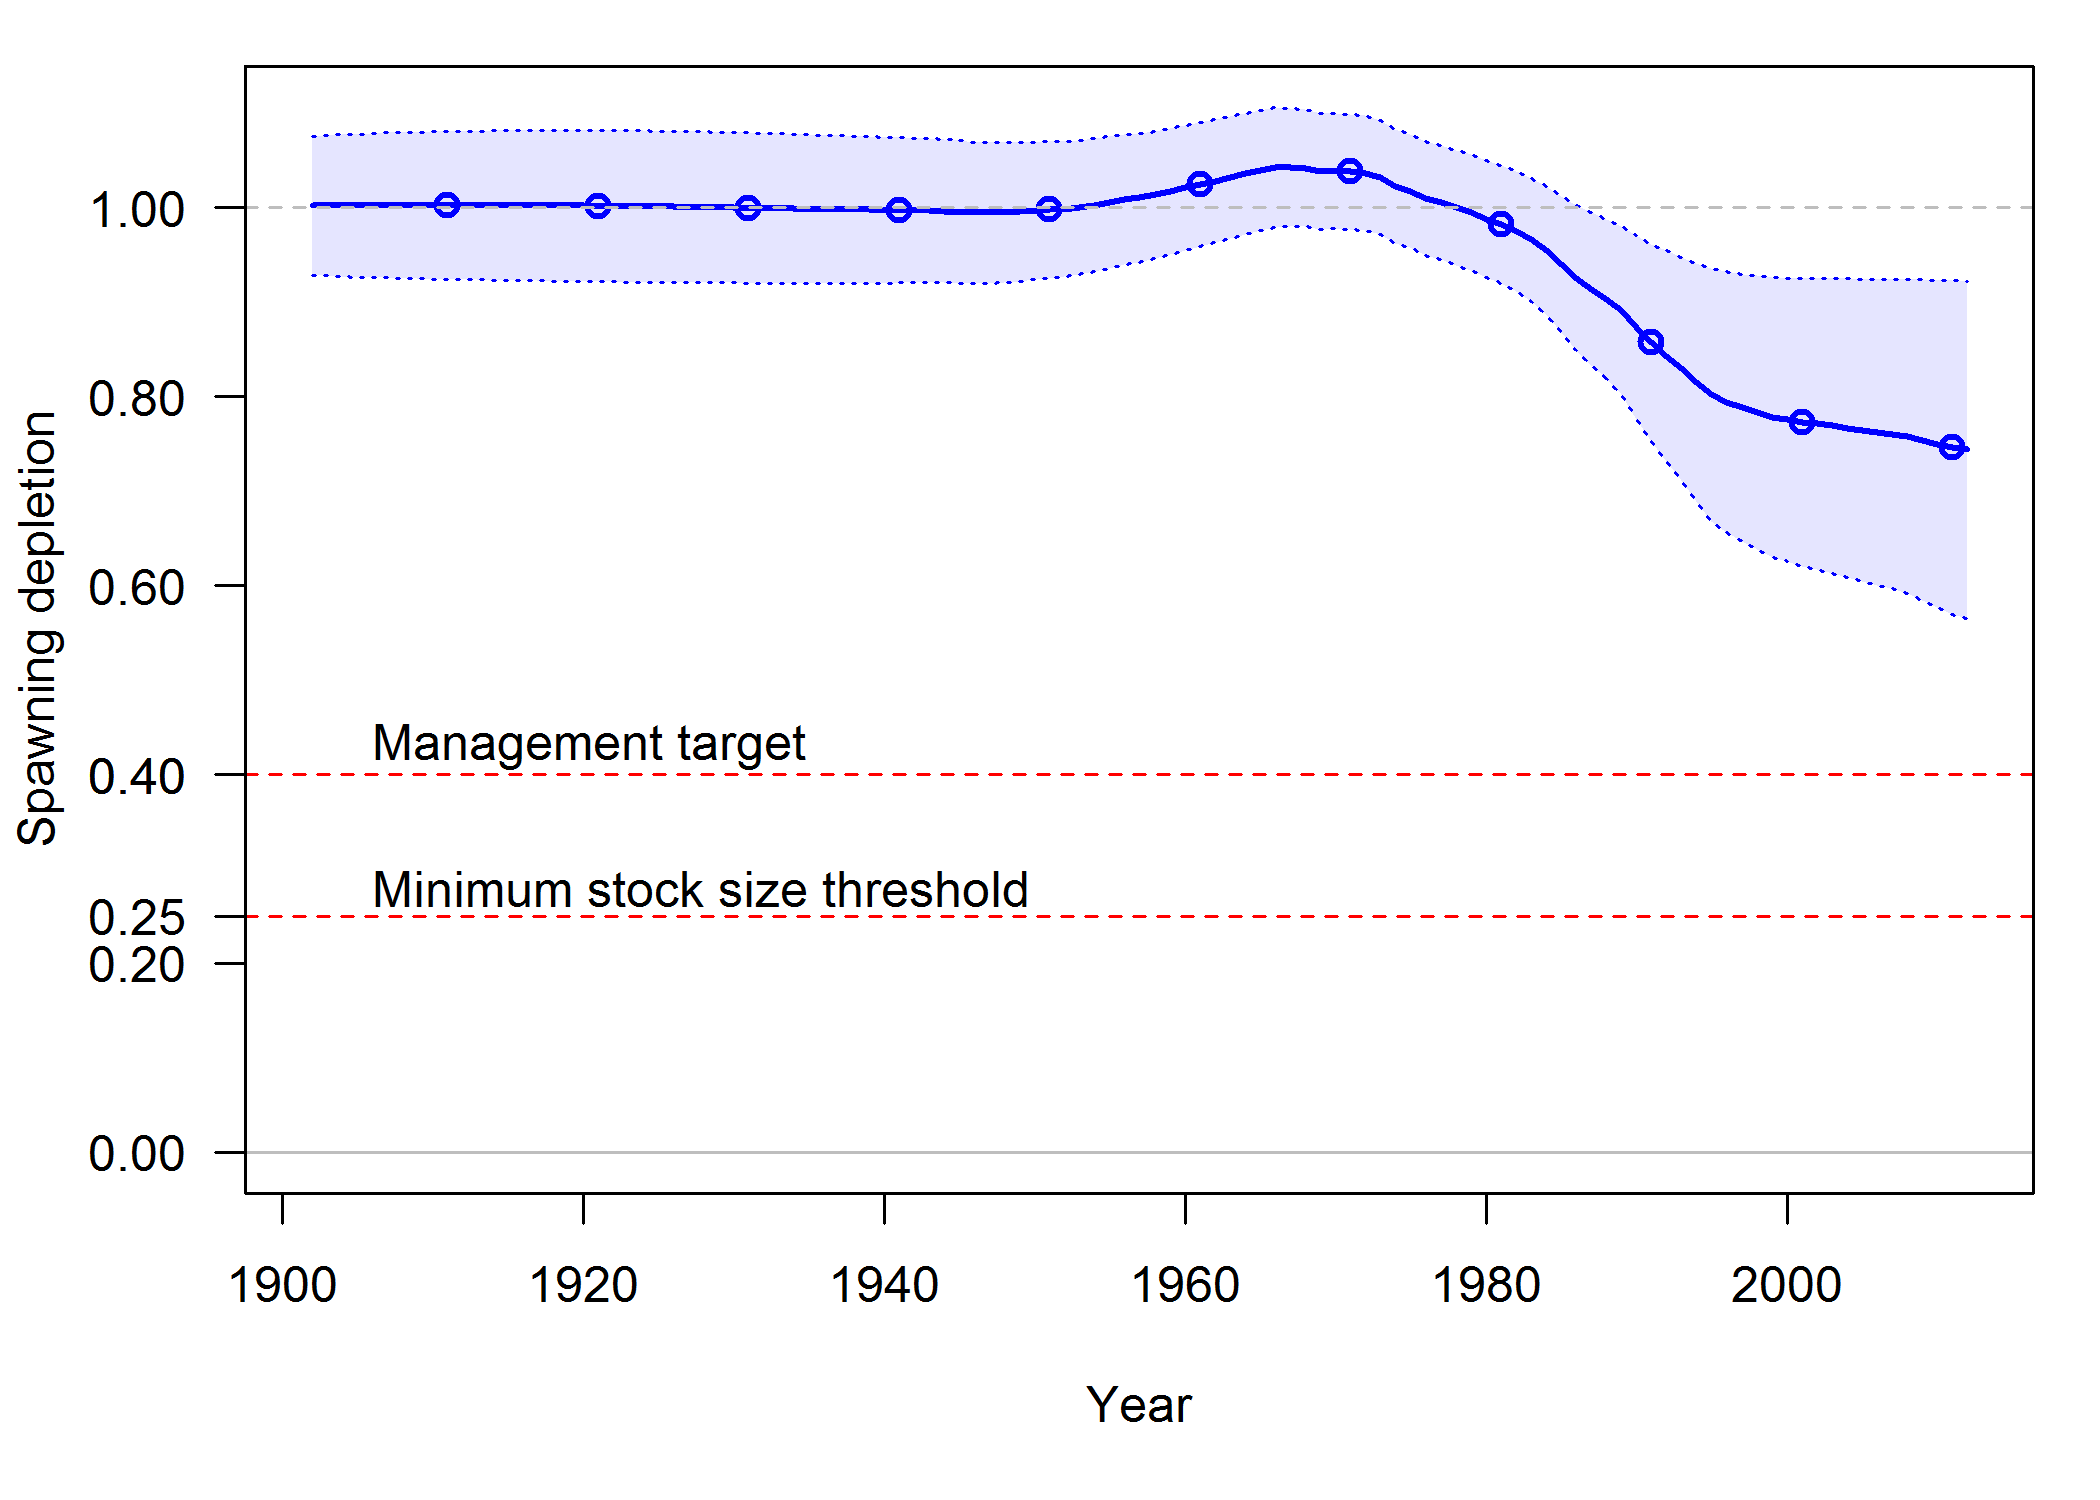 Spawning depletion
1.00
0.80
0.60
Management target
0.40
Minimum stock size threshold
0.25
0.20
0.00
1900 1920 1940 1960 1980 2000
Year